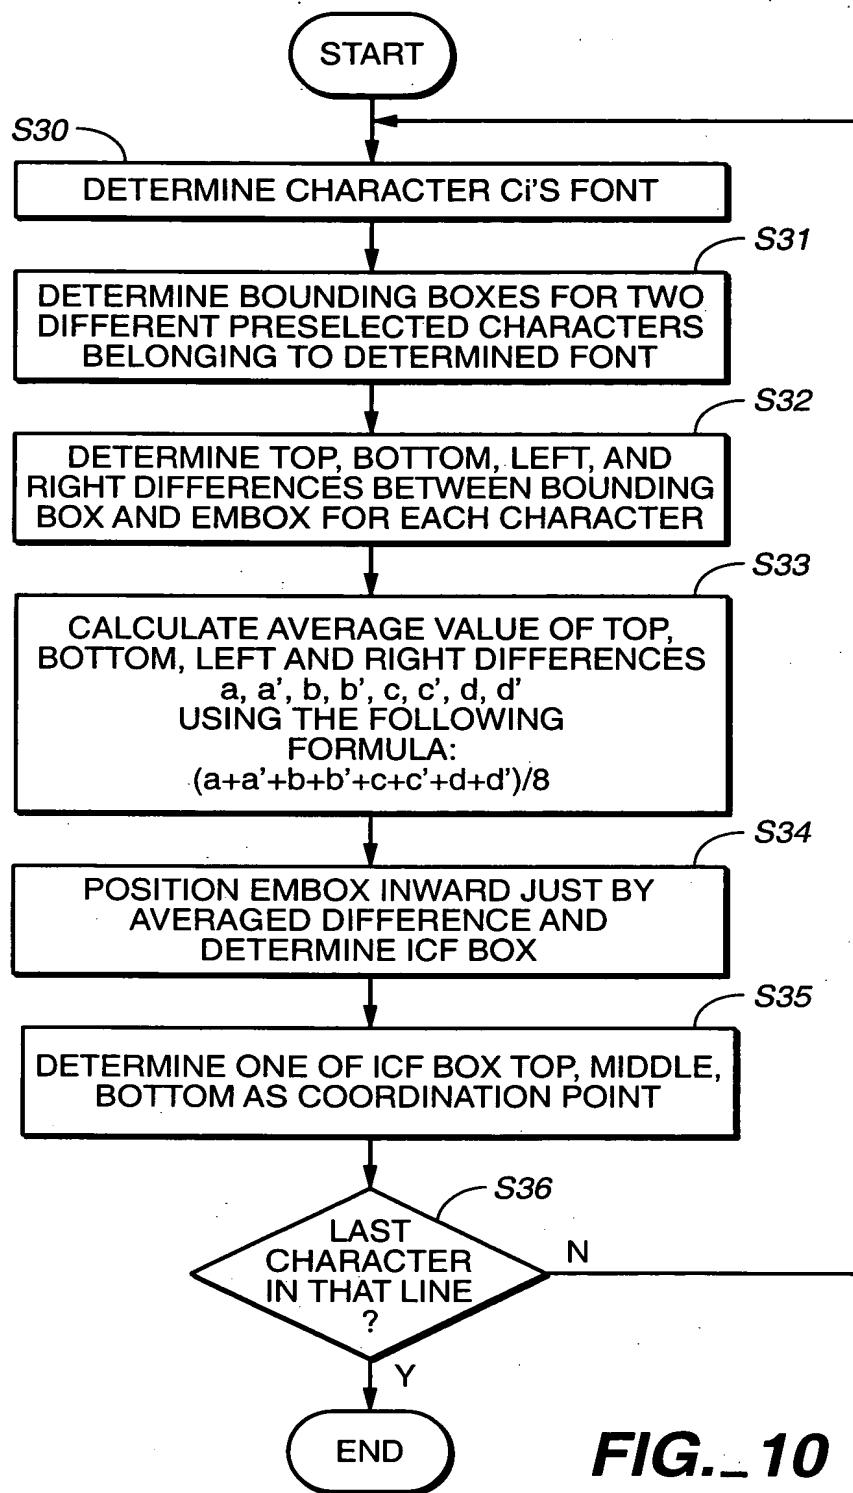 START
S30
DETERMINE CHARACTER Ci'S FONT
S31
DETERMINE BOUNDING BOXES FOR TWO
DIFFERENT PRESELECTED CHARACTERS
BELONGING TO DETERMINED FONT
S32
DETERMINE TOP, BOTTOM, LEFT, AND
RIGHT DIFFERENCES BETWEEN BOUNDING
BOX AND EMBOX FOR EACH CHARACTER
S33
CALCULATE AVERAGE VALUE OF TOP,
BOTTOM, LEFT AND RIGHT DIFFERENCES
a, a', b, b', c, c', d, d'
USING THE FOLLOWING
FORMULA:
(a+a'+b+b'+c+c'+d+d')/8
S34
POSITION EMBOX INWARD JUST BY
AVERAGED DIFFERENCE AND
DETERMINE ICF BOX
S35
DETERMINE ONE OF ICF BOX TOP, MIDDLE,
BOTTOM AS COORDINATION POINT
S36
LAST
CHARACTER
IN THAT LINE
?
N
Y
END
FIG._10